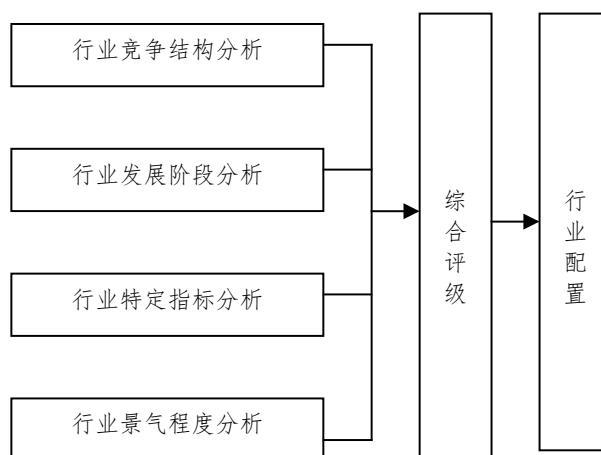 行业竞争结构分析
行业发展阶段分析
行业特定指标分析
行业景气程度分析
综合评级
行业配置